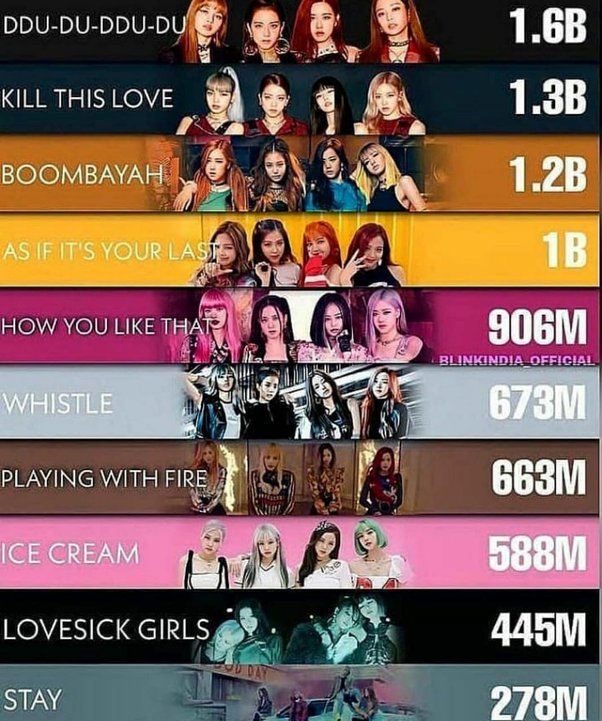 DDU-DU-DDU-DU 1.6B
KILL THIS LOVE 1.3B
BOOMBAYAH 1.2B
AS IF IT'S YOUR LAST 1B
HOW YOU LIKE THAT 906M
BLINKINDIA_OFFICIAL
WHISTLE 673M
PLAYING WITH FIRE 663M
ICE CREAM 588M
LOVESICK GIRLS 445M
DAY
STAY 278M